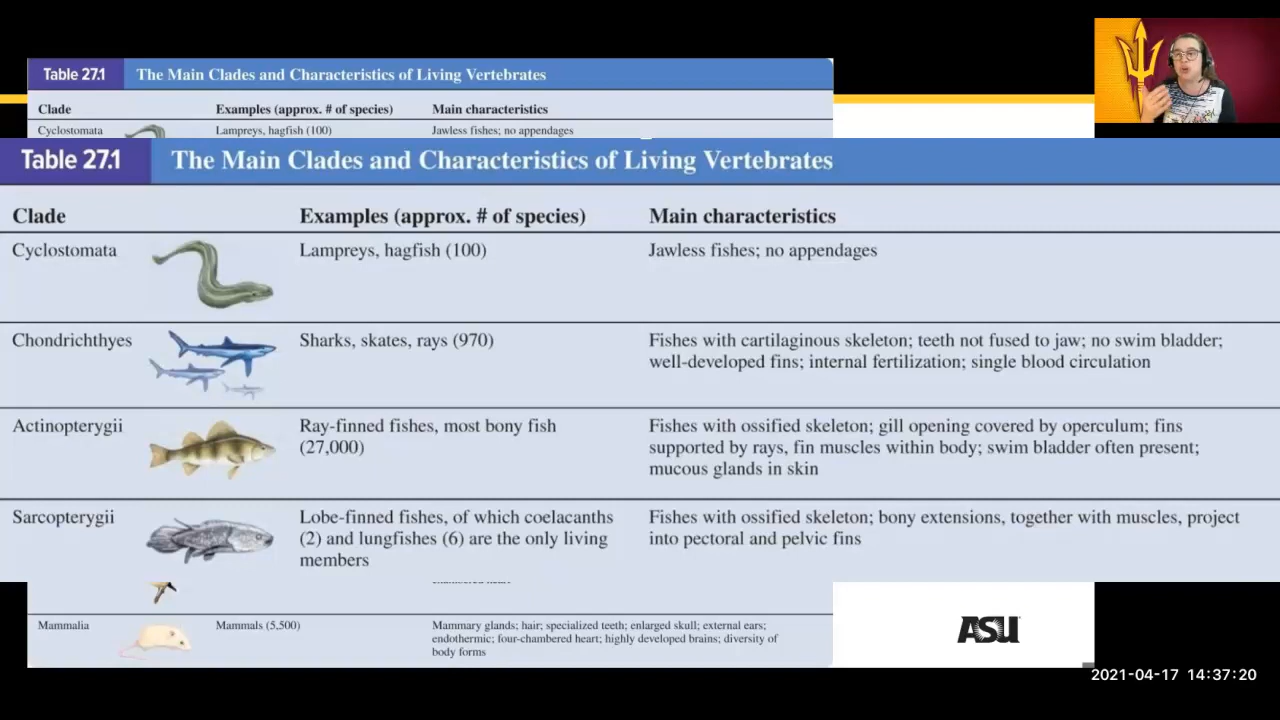 Table 27.1 The Main Clades and Characteristics of Living Vertebrates
Clade Examples (approx. # of species) Main characteristics
Cyclostomata Lampreys, hagfish (100) Jawless fishes; no appendages
Table 27.1 The Main Clades and Characteristics of Living Vertebrates
Clade Examples (approx. # of species) Main characteristics
Cyclostomata Lampreys, hagfish (100) Jawless fishes; no appendages
Chondrichthyes Sharks, skates, rays (970) Fishes with cartilaginous skeleton; teeth not fused to jaw; no swim bladder;
well-developed fins; internal fertilization; single blood circulation
Actinopterygii Ray-finned fishes, most bony fish Fishes with ossified skeleton; gill opening covered by operculum; fins
(27,000) supported by rays, fin muscles within body; swim bladder often present;
mucous glands in skin
Sarcopterygii Lobe-finned fishes, of which coelacanths Fishes with ossified skeleton; bony extensions, together with muscles, project
(2) and lungfishes (6) are the only living into pectoral and pelvic fins
members
Mammalia Mammals (5,500) Mammary glands; hair; specialized teeth; enlarged skull; external ears;
endothermic; four-chambered heart; highly developed brains; diversity of
body forms
ASU
2021-04-17 14:37:20